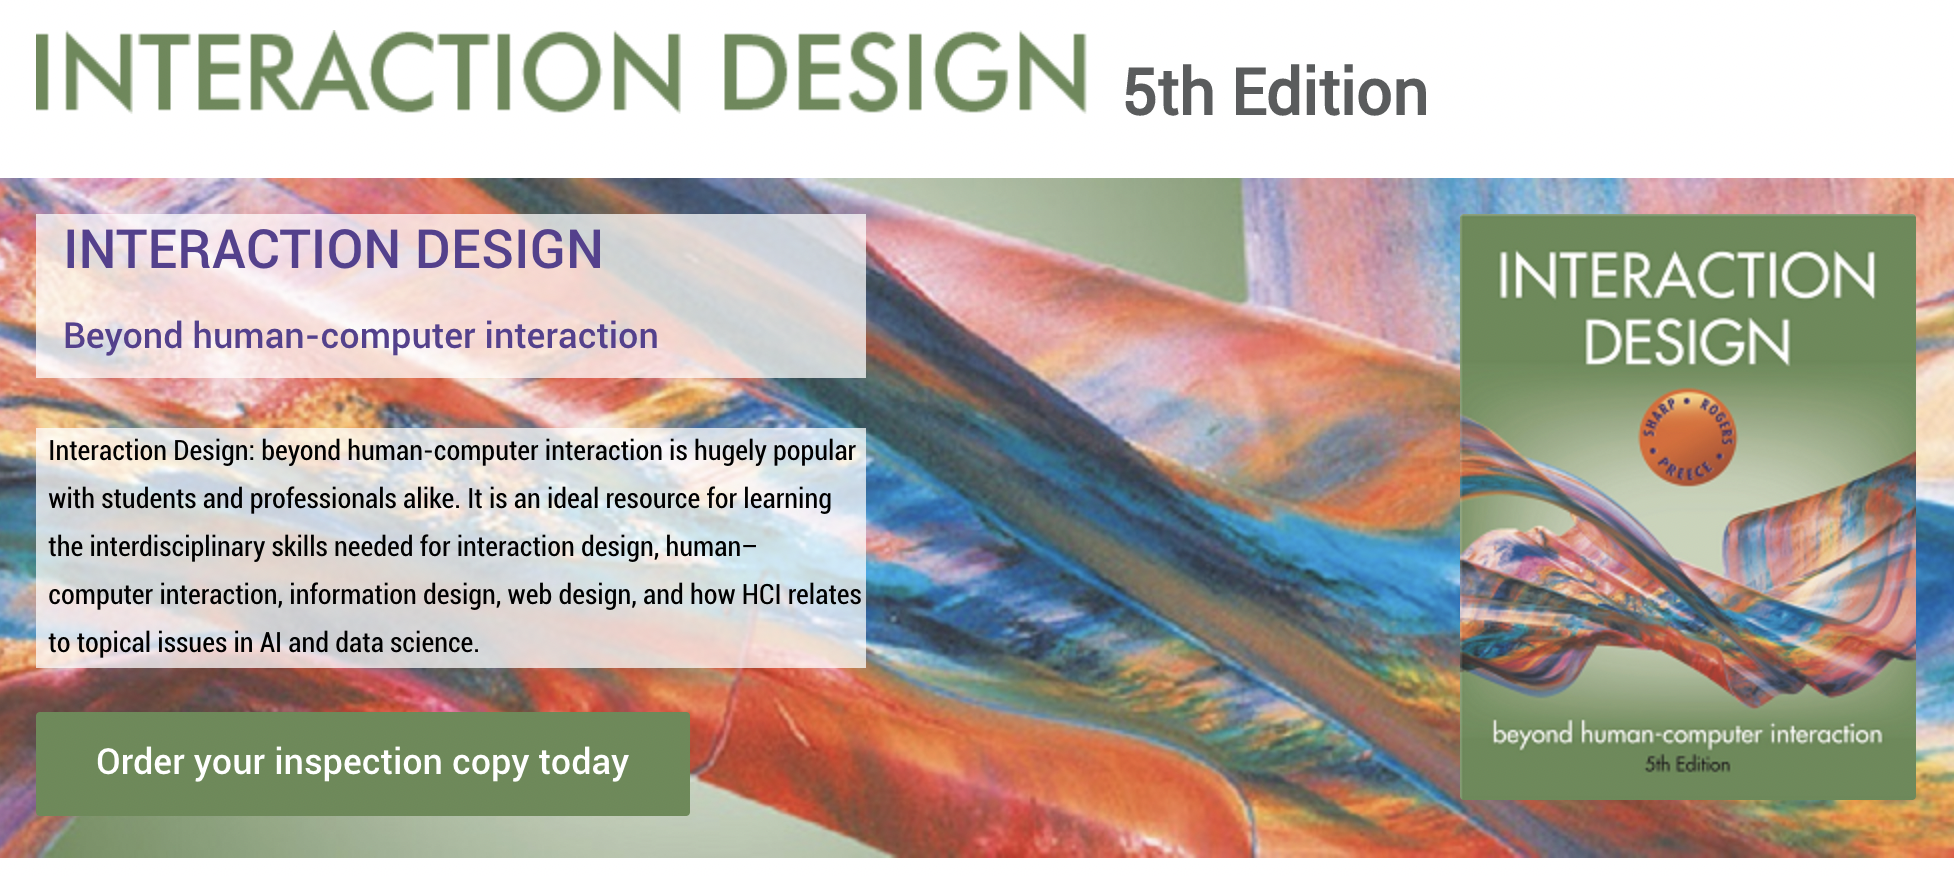 INTERACTION DESIGN 5th Edition
INTERACTION DESIGN
Beyond human-computer interaction
Interaction Design: beyond human-computer interaction is hugely popular
with students and professionals alike. It is an ideal resource for learning
the interdisciplinary skills needed for interaction design, human–
computer interaction, information design, web design, and how HCI relates
to topical issues in AI and data science.
Order your inspection copy today
INTERACTION
DESIGN
SHARP • ROGERS • PREECE •
beyond human-computer interaction
5th Edition